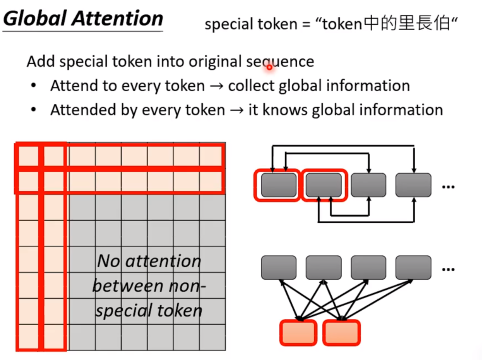 Global Attention
special token = “token中的里長伯“
Add special token into original sequence
• Attend to every token → collect global information
• Attended by every token → it knows global information
No attention
between non-
special token
...
...